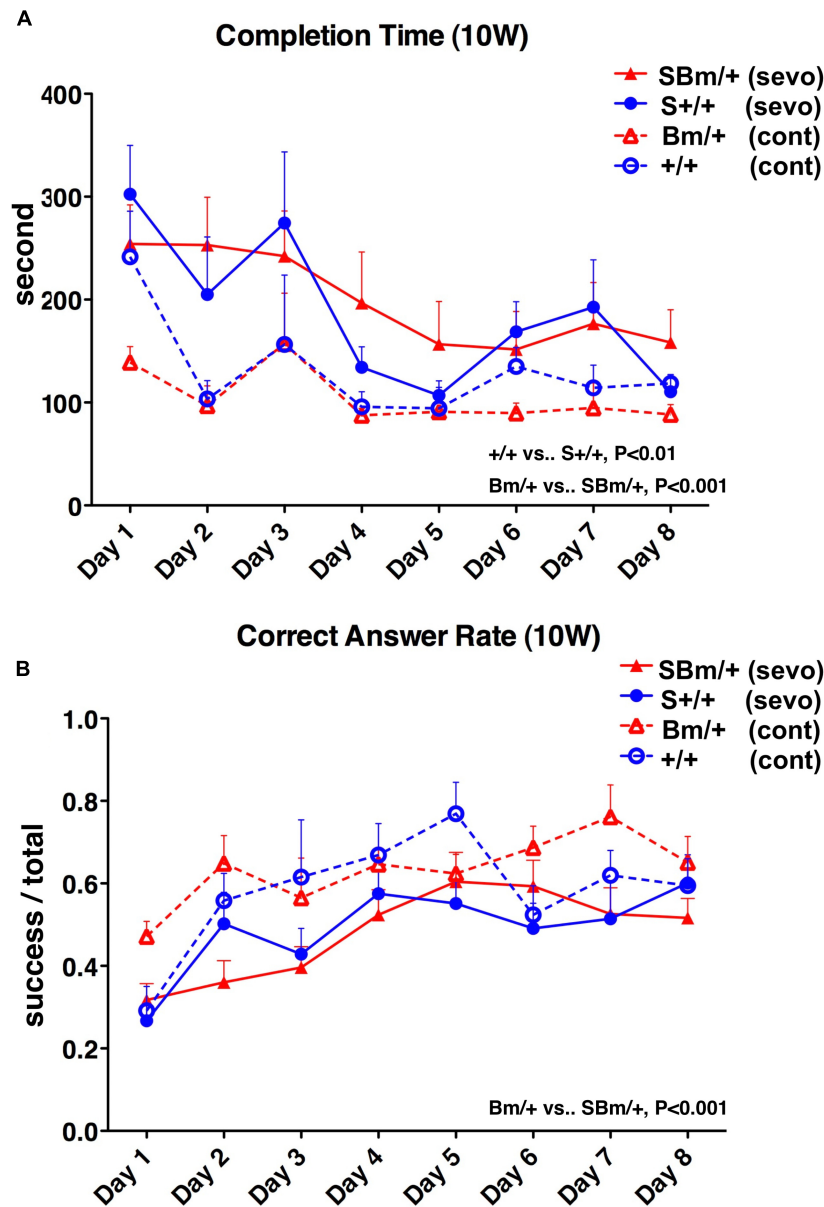 A
Completion Time (10W)
SBm/+ (sevo)
S+/+ (sevo)
Bm/+ (cont)
+/+ (cont)
second
400
300
200
100
0
+/+ vs.. S+/+, P<0.01
Bm/+ vs.. SBm/+, P<0.001
Day 1
Day 2
Day 3
Day 4
Day 5
Day 6
Day 7
Day 8
Correct Answer Rate (10W)
B
SBm/+ (sevo)
S+/+ (sevo)
Bm/+ (cont)
+/+ (cont)
success / total
1.0
0.8
0.6
0.4
0.2
0.0
Bm/+ vs.. SBm/+, P<0.001
Day 1
Day 2
Day 3
Day 4
Day 5
Day 6
Day 7
Day 8